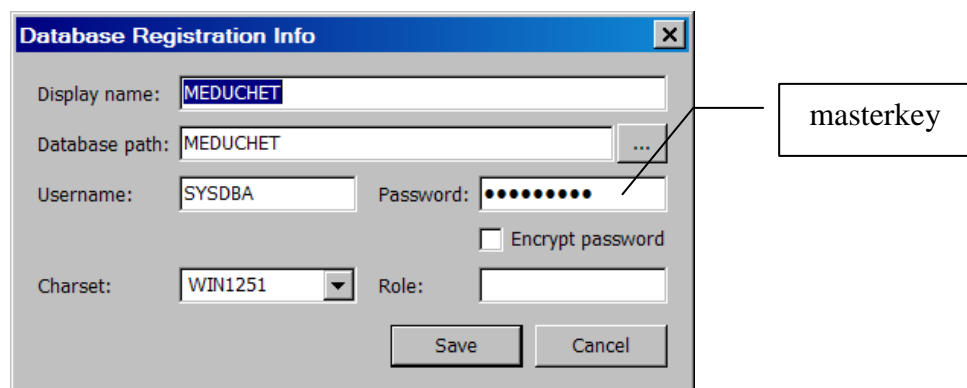 Database Registration Info
Display name: MEDUCHET
Database path: MEDUCHET ...
Username: SYSDBA Password: ●●●●●●●●●
masterkey
Encrypt password
Charset: WIN1251 Role:
Save Cancel